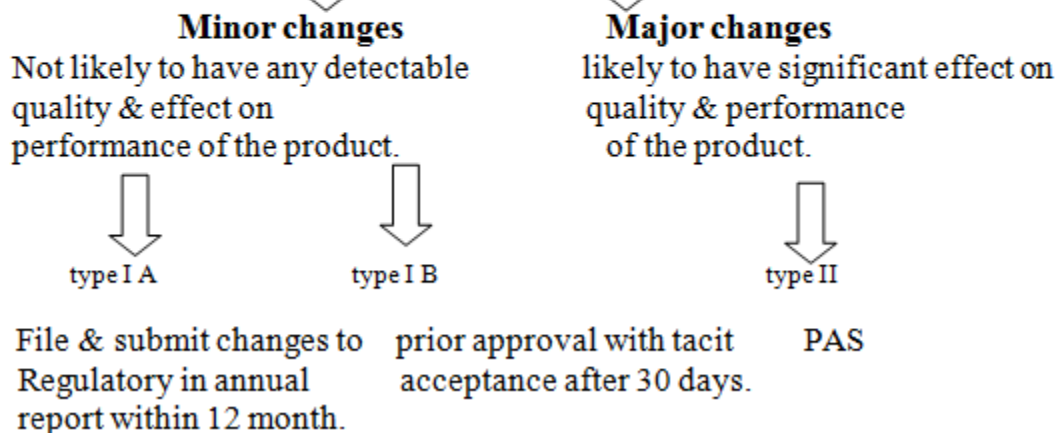 Minor changes
Not likely to have any detectable
quality & effect on
performance of the product.
type I A
type I B
File & submit changes to
Regulatory in annual
report within 12 month.
prior approval with tacit
acceptance after 30 days.
Major changes
likely to have significant effect on
quality & performance
of the product.
type II
PAS